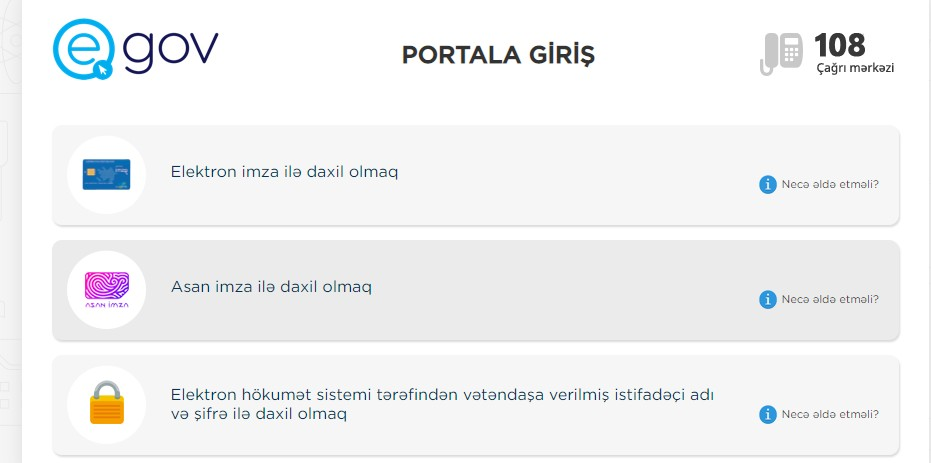 egov
PORTALA GİRİŞ
108
Çağrı mərkəzi
Elektron imza ilə daxil olmaq
Necə əldə etməli?
ASAN İMZA
Asan imza ilə daxil olmaq
Necə əldə etməli?
Elektron hökumət sistemi tərəfindən vətəndaşa verilmiş istifadəçi adı
və şifrə ilə daxil olmaq
Necə əldə etməli?